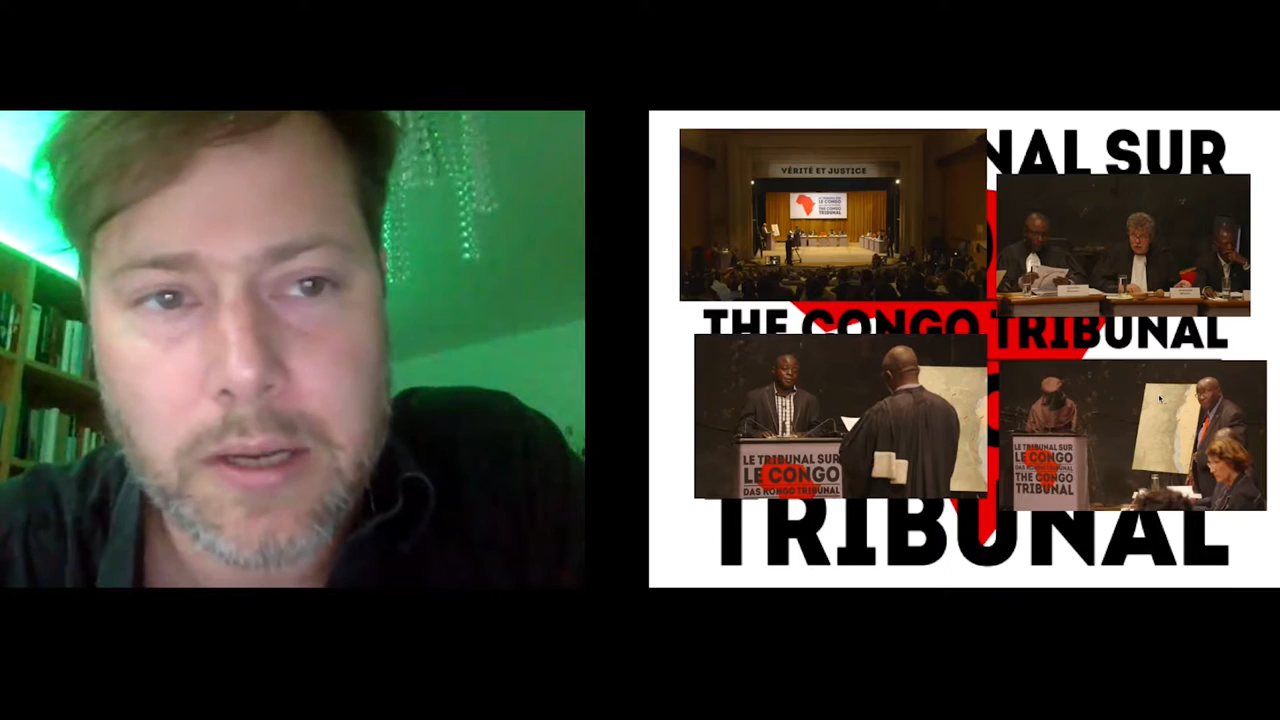 NAL SUR
THE CONGO TRIBUNAL
TRIBUNAL
VÉRITÉ ET JUSTICE
LE CONGO
THE CONGO
TRIBUNAL
LE TRIBUNAL SUR
LE CONGO
DAS KONGO TRIBUNAL
LE TRIBUNAL SUR
LE CONGO
DAS KONGO TRIBUNAL
THE CONGO
TRIBUNAL